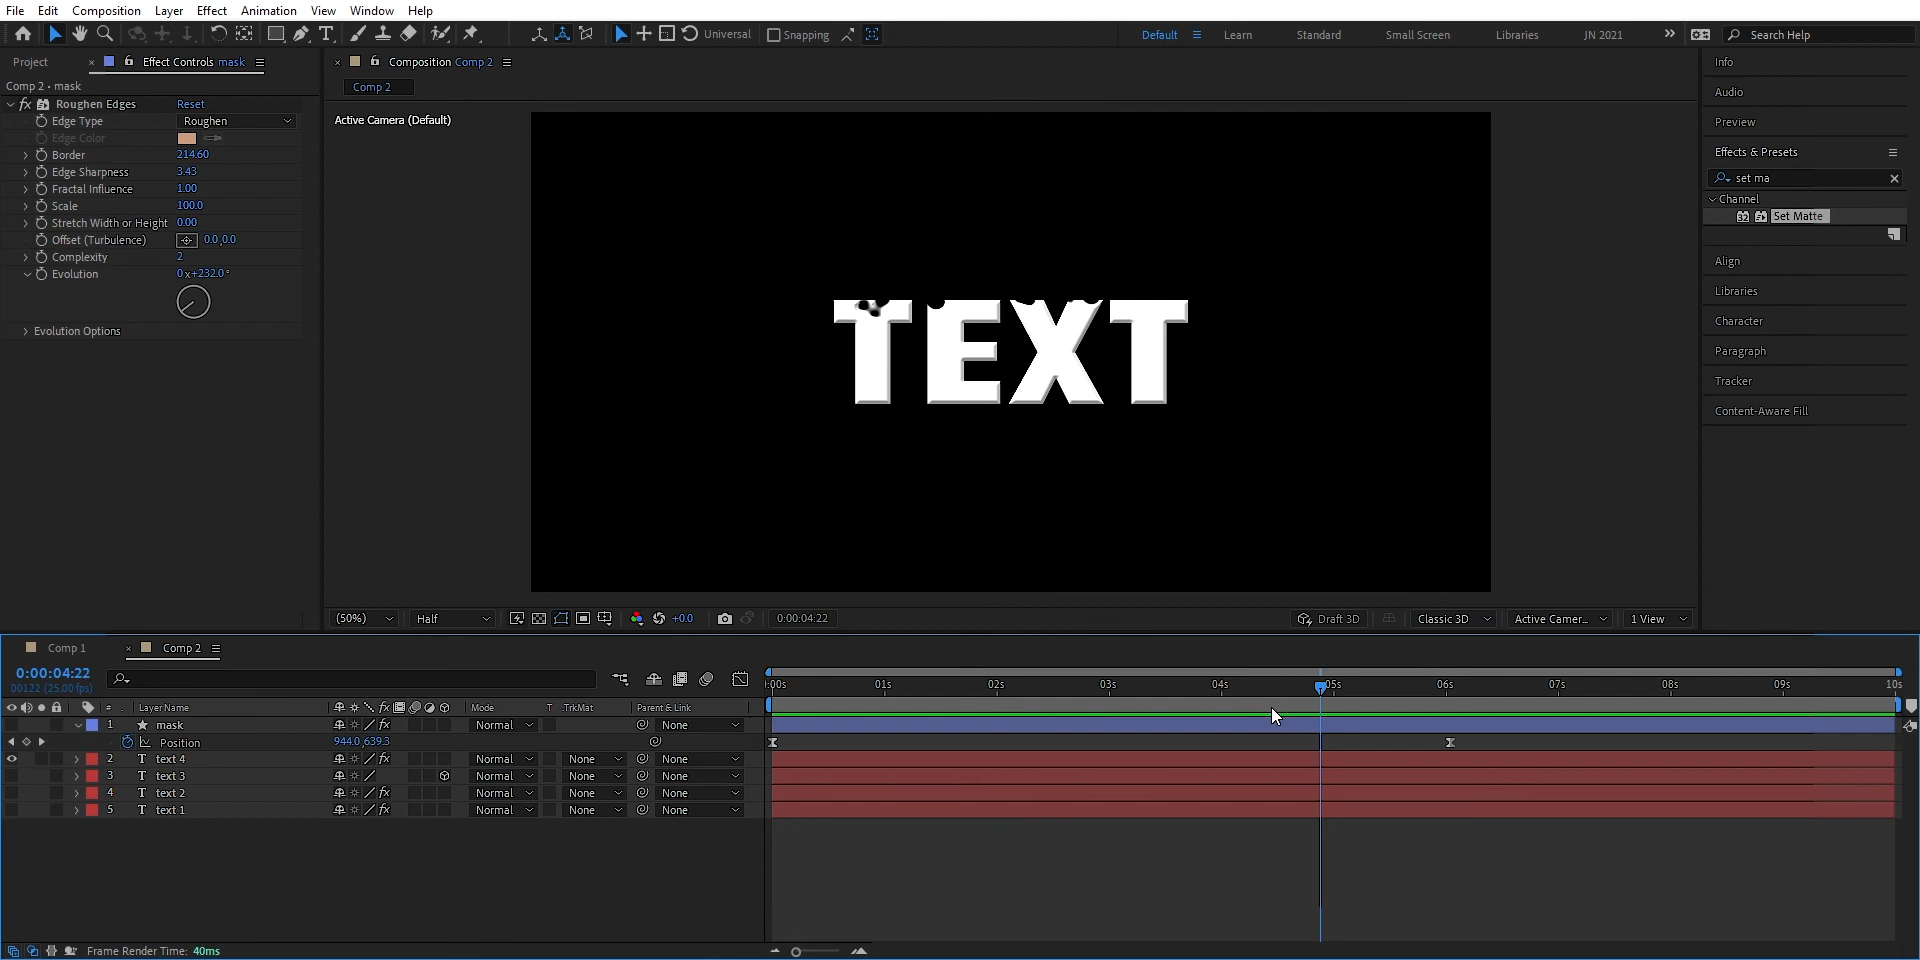 File Edit Composition Layer Effect Animation View Window Help
Universal Snapping Default Learn Standard Small Screen Libraries JN 2021 Search Help
Project Effect Controls mask
Comp 2 • mask
fx Roughen Edges Reset
Edge Type Roughen
Edge Color
Border 214.60
Edge Sharpness 3.43
Fractal Influence 1.00
Scale 100.0
Stretch Width or Height 0.00
Offset (Turbulence) 0.0,0.0
Complexity 2
Evolution 0x+232.0°
Evolution Options
Composition Comp 2
Comp 2
Active Camera (Default)
TEXT
(50%) Half +0.0 0:00:04:22 Draft 3D Classic 3D Active Camer... 1 View
Info
Audio
Preview
Effects & Presets
set ma
Channel
32 Set Matte
Align
Libraries
Character
Paragraph
Tracker
Content-Aware Fill
Comp 1 Comp 2
0:00:04:22
00122 (25.00 fps)
:00s 01s 02s 03s 04s 05s 06s 07s 08s 09s 10s
# Layer Name fx Mode T .TrkMat Parent & Link
1 mask fx Normal None
Position 944.0,639.3
2 T text 4 fx Normal None None
3 T text 3 Normal None None
4 T text 2 fx Normal None None
5 T text 1 fx Normal None None
Frame Render Time: 40ms